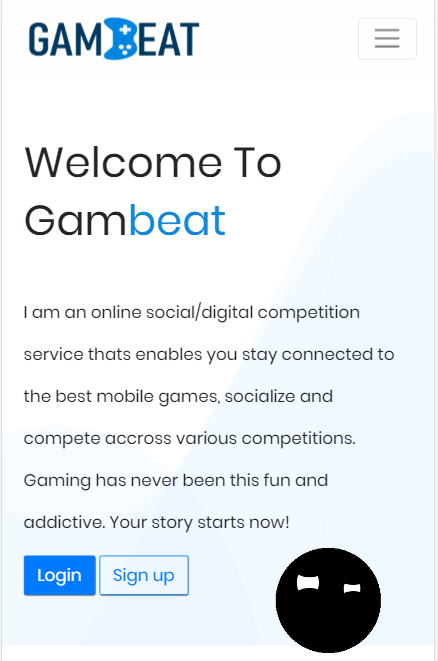 GAMBEAT
Welcome To
Gambeat
I am an online social/digital competition
service thats enables you stay connected to
the best mobile games, socialize and
compete accross various competitions.
Gaming has never been this fun and
addictive. Your story starts now!
Login Sign up